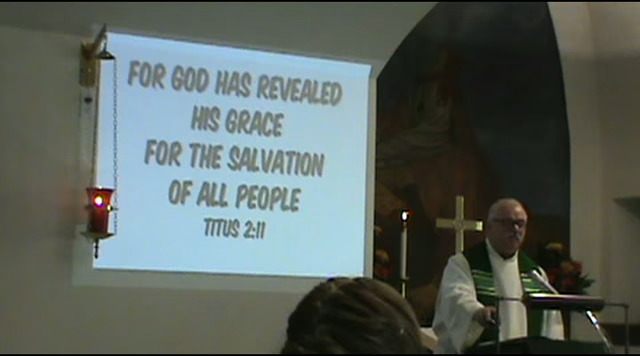 FOR GOD HAS REVEALED
HIS GRACE
FOR THE SALVATION
OF ALL PEOPLE
TITUS 2:11